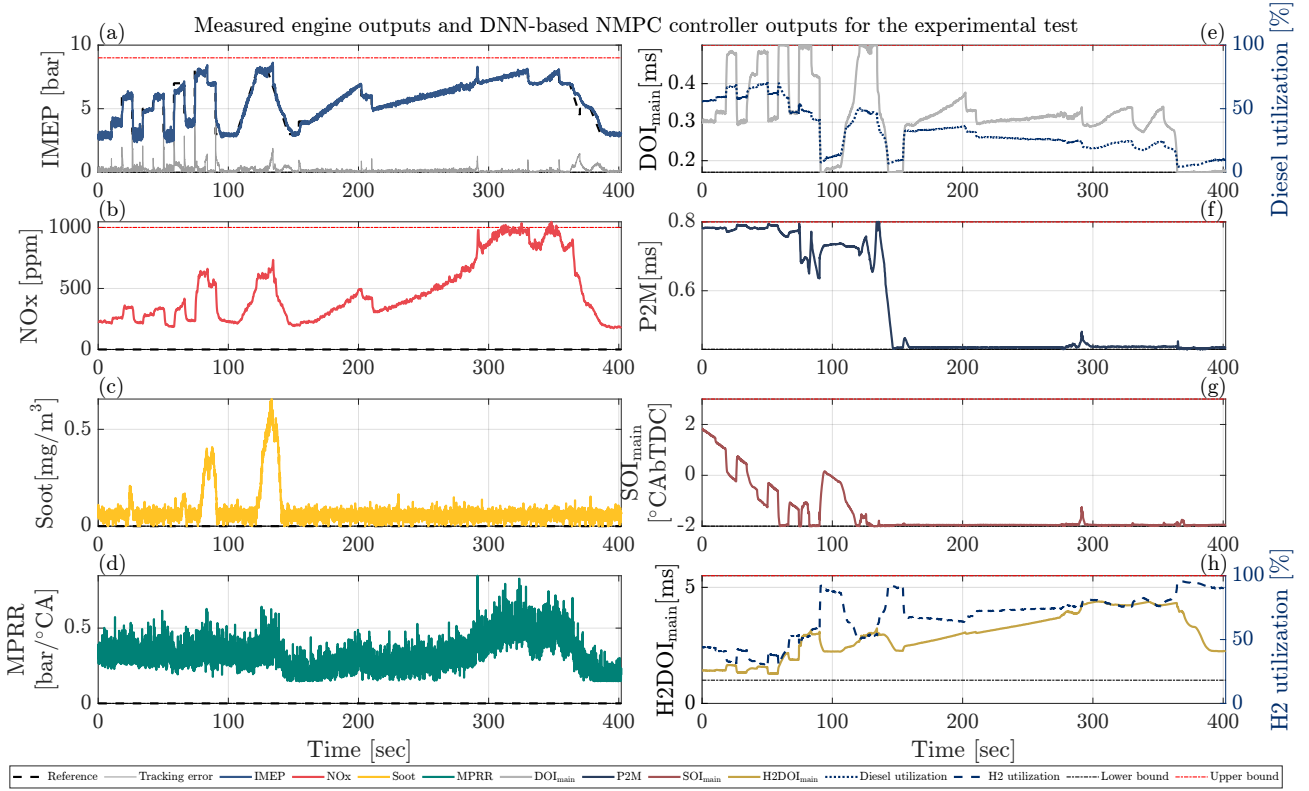 Measured engine outputs and DNN-based NMPC controller outputs for the experimental test
(a)
IMEP [bar]
10
5
0
0 100 200 300 400
(b)
NOx [ppm]
1000
500
0
0 100 200 300 400
(c)
Soot[mg/m³]
0.5
0
0 100 200 300 400
(d)
MPRR
[bar/°CA]
0.5
0
0 100 200 300 400
Time [sec]
(e)
DOI_main[ms]
0.4
0.3
0.2
Diesel utilization [%]
100
50
0
0 100 200 300 400
(f)
P2M[ms]
0.8
0.6
0 100 200 300 400
(g)
SOI_main
[°CAbTDC]
2
0
-2
0 100 200 300 400
(h)
H2DOI_main[ms]
5
0
H2 utilization [%]
100
50
0
0 100 200 300 400
Time [sec]
Reference Tracking error IMEP NOx Soot MPRR DOI_main P2M SOI_main H2DOI_main Diesel utilization H2 utilization Lower bound Upper bound